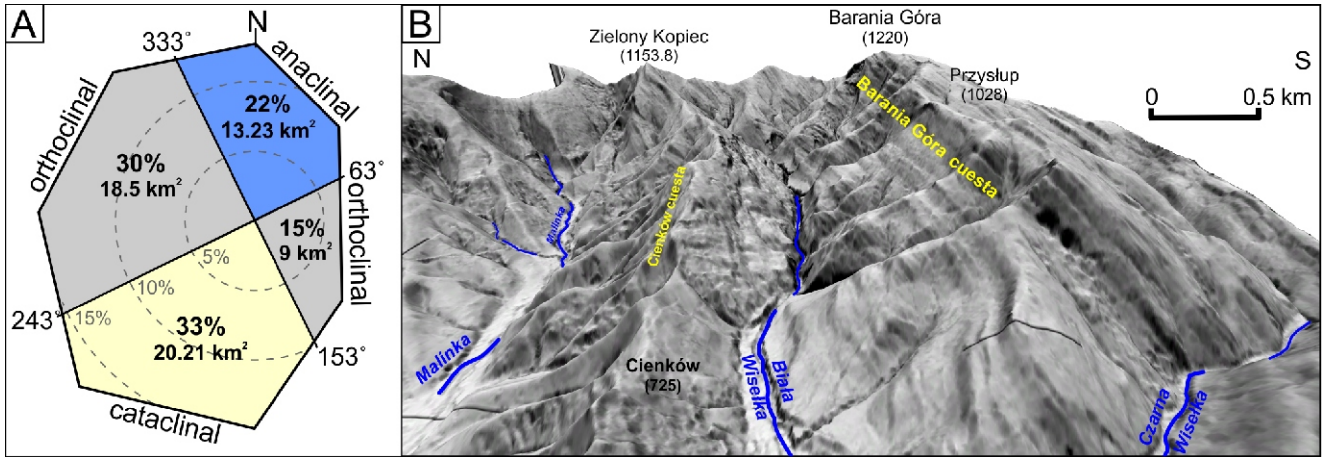 A
333°
N
anaclinal
22%
13.23 km²
orthoclinal
30%
18.5 km²
63°
orthoclinal
15%
9 km²
5%
10%
15%
243°
33%
20.21 km²
153°
cataclinal
B
N
Zielony Kopiec
(1153.8)
Barania Góra
(1220)
Przysłup
(1028)
S
0 0.5 km
Barania Góra cuesta
Cienków cuesta
Malinka
Malinka
Cienków
(725)
Biała
Wisełka
Czarna
Wisełka